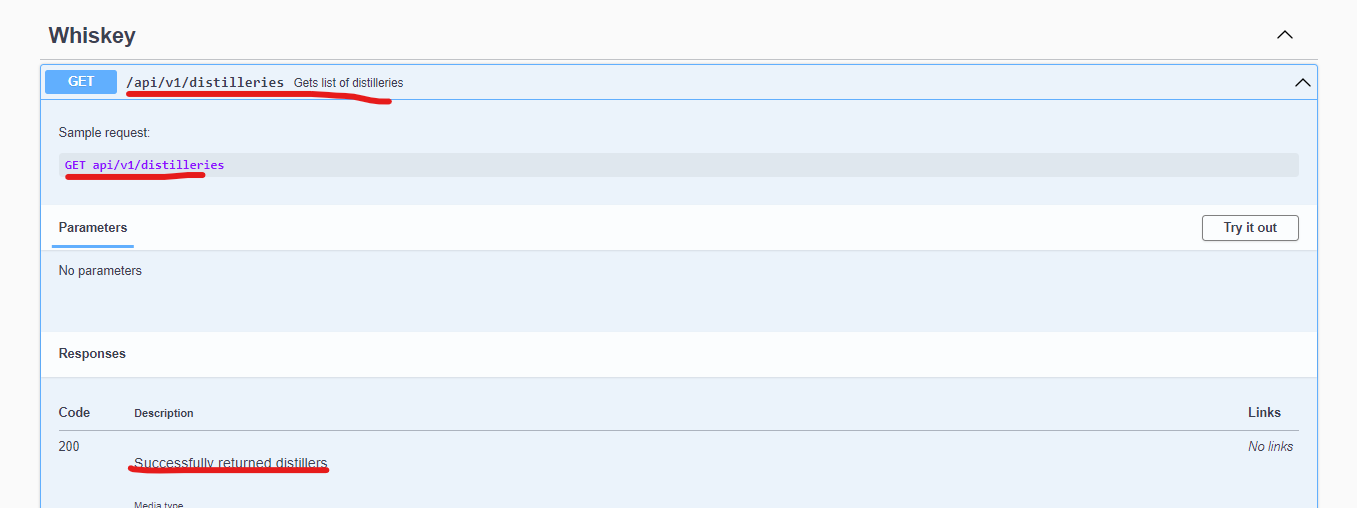 Whiskey
GET /api/v1/distilleries Gets list of distilleries
Sample request:
GET api/v1/distilleries
Parameters
Try it out
No parameters
Responses
Code Description Links
200 No links
Successfully returned distillers
Media type